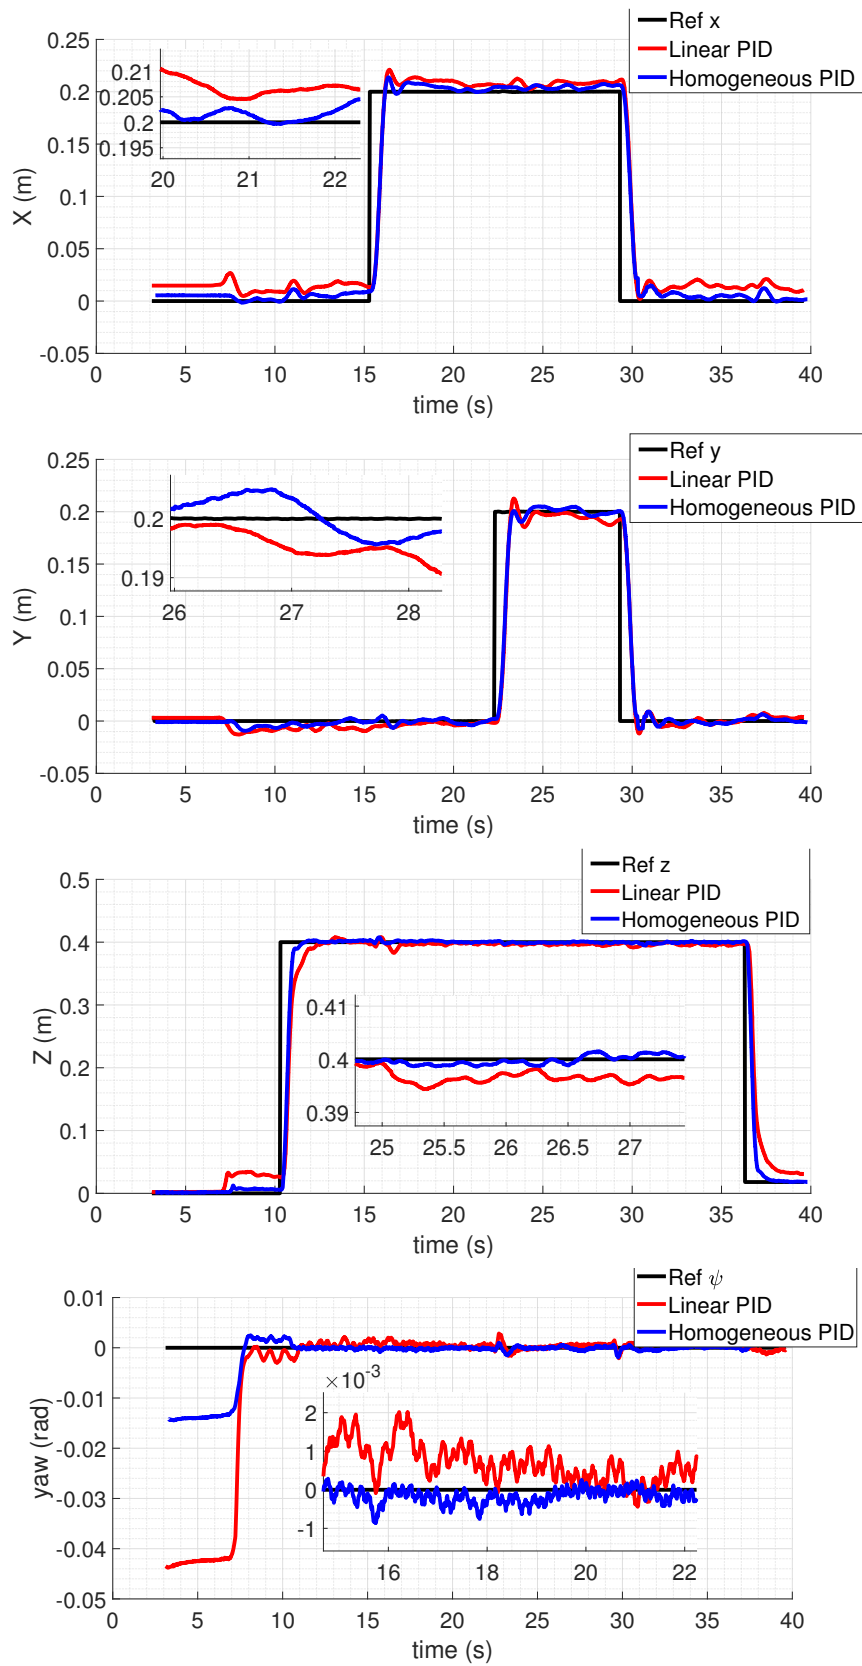 Ref x
Linear PID
Homogeneous PID
0.25
0.2
0.15
0.1
0.05
0
-0.05
X (m)
0.21
0.205
0.2
0.195
20 21 22
0 5 10 15 20 25 30 35 40
time (s)
Ref y
Linear PID
Homogeneous PID
0.25
0.2
0.15
0.1
0.05
0
-0.05
Y (m)
0.2
0.19
26 27 28
0 5 10 15 20 25 30 35 40
time (s)
Ref z
Linear PID
Homogeneous PID
0.5
0.4
0.3
0.2
0.1
0
Z (m)
0.41
0.4
0.39
25 25.5 26 26.5 27
0 5 10 15 20 25 30 35 40
time (s)
Ref ψ
Linear PID
Homogeneous PID
0.01
0
-0.01
-0.02
-0.03
-0.04
-0.05
yaw (rad)
×10⁻³
2
1
0
-1
16 18 20 22
0 5 10 15 20 25 30 35 40
time (s)